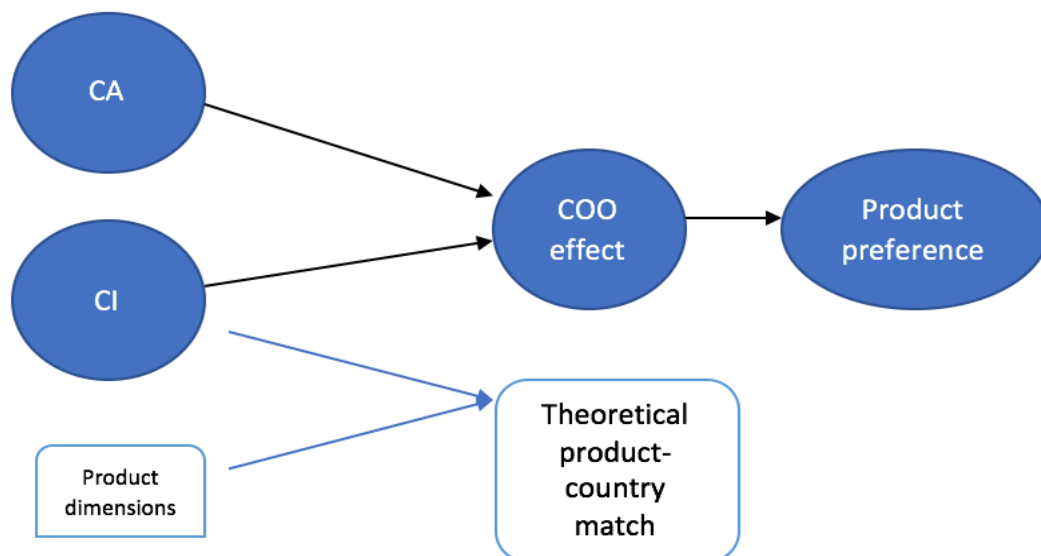 CA
COO
effect
Product
preference
CI
Theoretical
product-
country
match
Product
dimensions